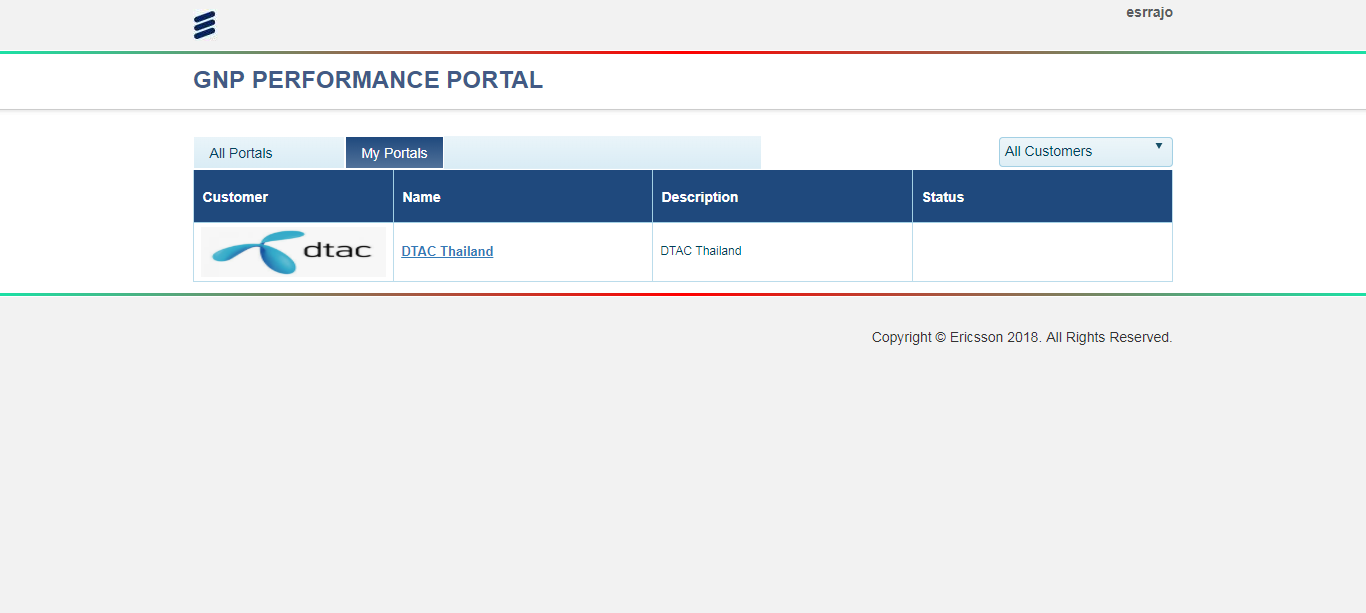 esrrajo
GNP PERFORMANCE PORTAL
All Portals My Portals All Customers
Customer Name Description Status
dtac DTAC Thailand DTAC Thailand
Copyright © Ericsson 2018. All Rights Reserved.